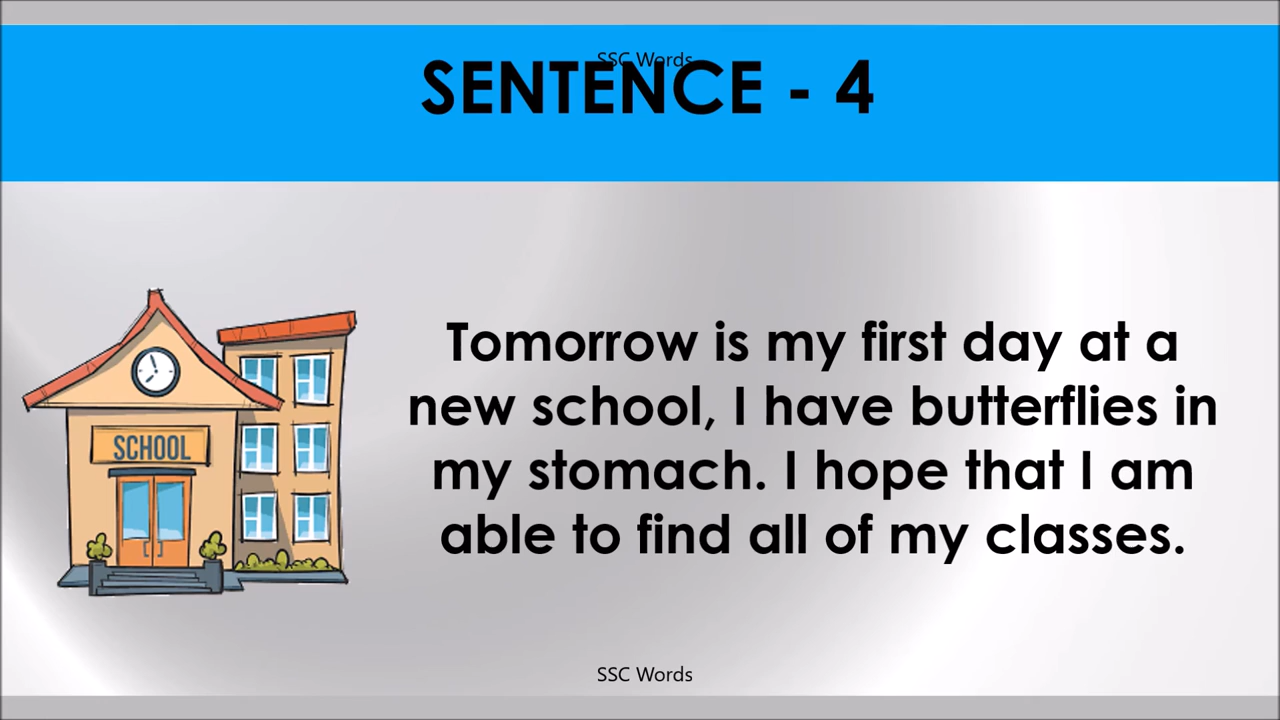 SSC Words
SENTENCE - 4
SCHOOL
Tomorrow is my first day at a
new school, I have butterflies in
my stomach. I hope that I am
able to find all of my classes.
SSC Words